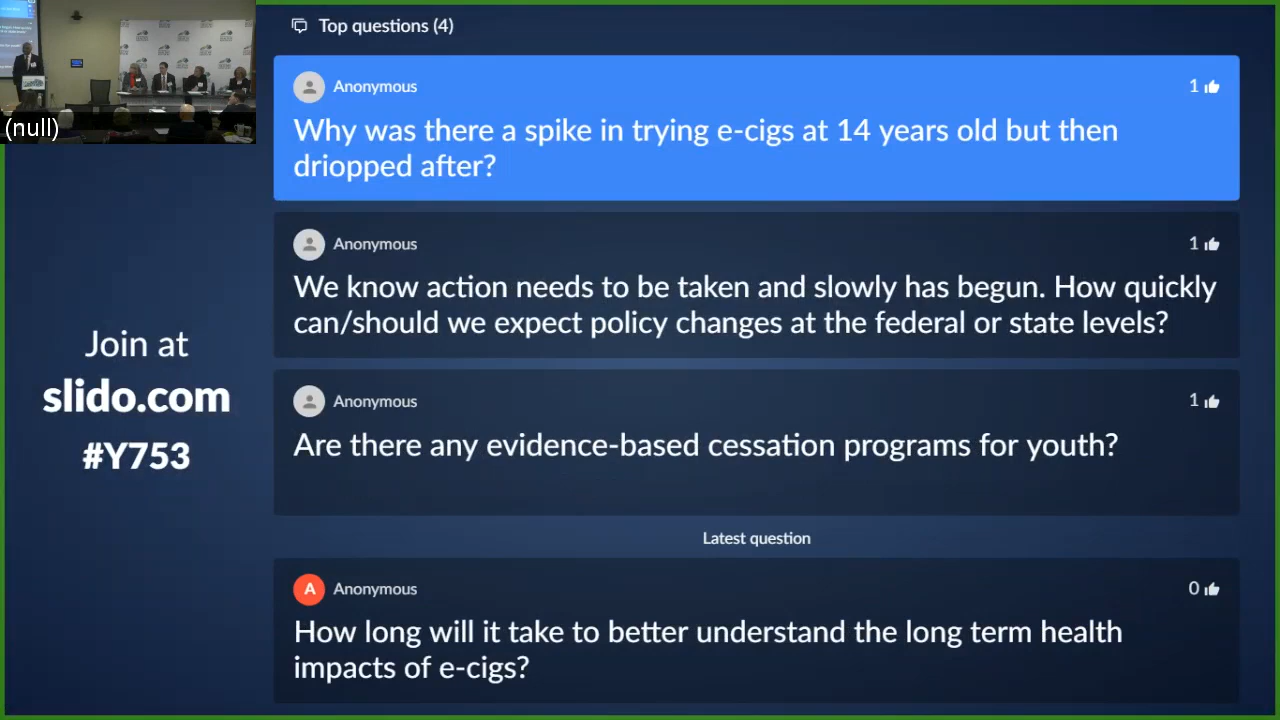 (null)
Top questions (4)
Anonymous
1
Why was there a spike in trying e-cigs at 14 years old but then
driopped after?
Anonymous
1
We know action needs to be taken and slowly has begun. How quickly
can/should we expect policy changes at the federal or state levels?
Anonymous
1
Are there any evidence-based cessation programs for youth?
Latest question
A
Anonymous
0
How long will it take to better understand the long term health
impacts of e-cigs?
Join at
slido.com
#Y753